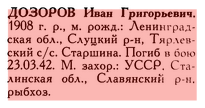 ДОЗОРОВ Иван Григорьевич.
1908 г. р., м. рожд.: Ленинград-
ская обл., Слуцкий р-н, Тярлев-
ский с/с. Старшина. Погиб в бою
23.03.42. М. захор.: УССР, Ста-
линская обл., Славянский р-н,
рыбхоз.